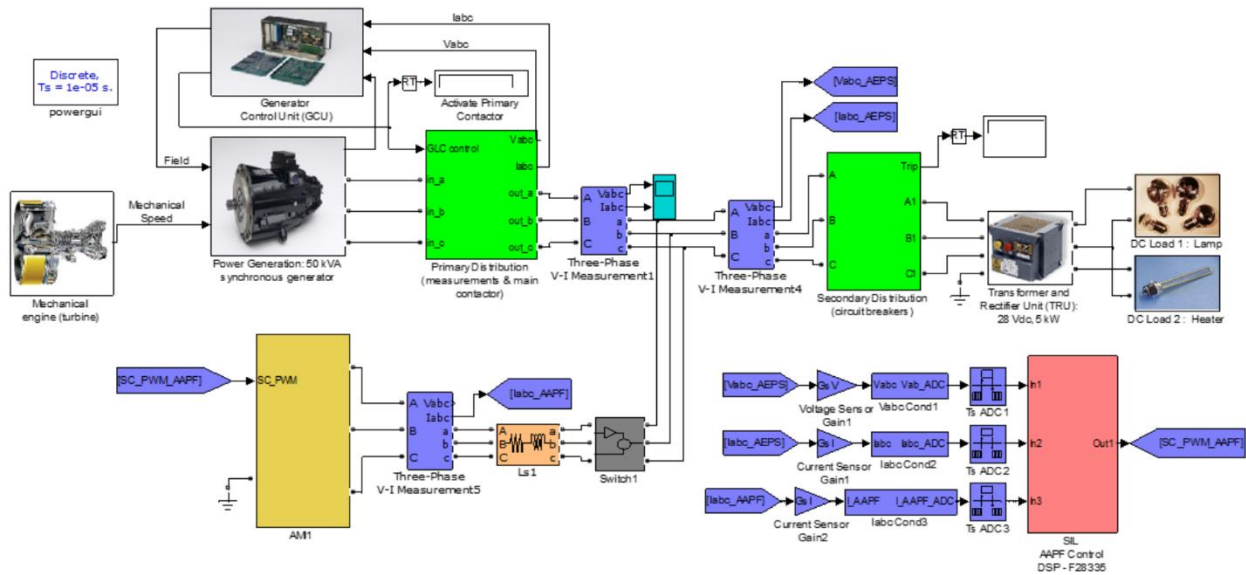 Iabc
Vabc
Discrete,
Ts = 1e-05 s.
powergui
Generator
Control Unit (GCU)
RT
Activate Primary
Contactor
[Vabc_AEPS]
[Iabc_AEPS]
Field
GLC control
Vabc
Iabc
in_a
in_b
in_c
out_a
out_b
out_c
Mechanical
Speed
Mechanical
engine (turbine)
Power Generation: 50 kVA
synchronous generator
Primary Distribution
(measurements & main
contactor)
A
B
C
Vabc
Iabc
a
b
c
Three-Phase
V-I Measurement1
A
B
C
Vabc
Iabc
a
b
c
Three-Phase
V-I Measurement4
A
B
C
Trip
A1
B1
C1
Secondary Distribution
(circuit breakers)
RT
Transformer and
Rectifier Unit (TRU):
28 Vdc, 5 kW
DC Load 1 : Lamp
DC Load 2 : Heater
[SC_PWM_AAPF]
SC_PWM
AMI1
A
B
C
Vabc
Iabc
a
b
c
Three-Phase
V-I Measurement5
[Iabc_AAPF]
A
B
C
a
b
c
Ls1
Switch1
[Vabc_AEPS]
Gs V
Voltage Sensor
Gain1
Vabc Vab_ADC
VabcCond1
Ts ADC1
[Iabc_AEPS]
Gs I
Current Sensor
Gain1
Iabc Iabc_ADC
IabcCond2
Ts ADC2
[Iabc_AAPF]
Gs I
Current Sensor
Gain2
I_AAPF I_AAPF_ADC
IabcCond3
Ts ADC3
In1
In2
In3
Out1
SIL
AAPF Control
DSP - F28335
[SC_PWM_AAPF]